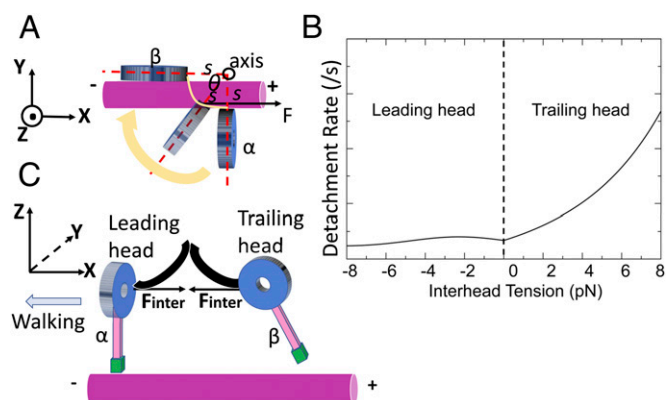 A
Y
X
Z
-
β
s
θ
axis
s
s
+
F
α
B
Detachment Rate (/s)
Leading head
Trailing head
-8 -6 -4 -2 0 2 4 6 8
Interhead Tension (pN)
C
Z
Y
X
Walking
Leading
head
Trailing
head
Finter
Finter
α
β
-
+